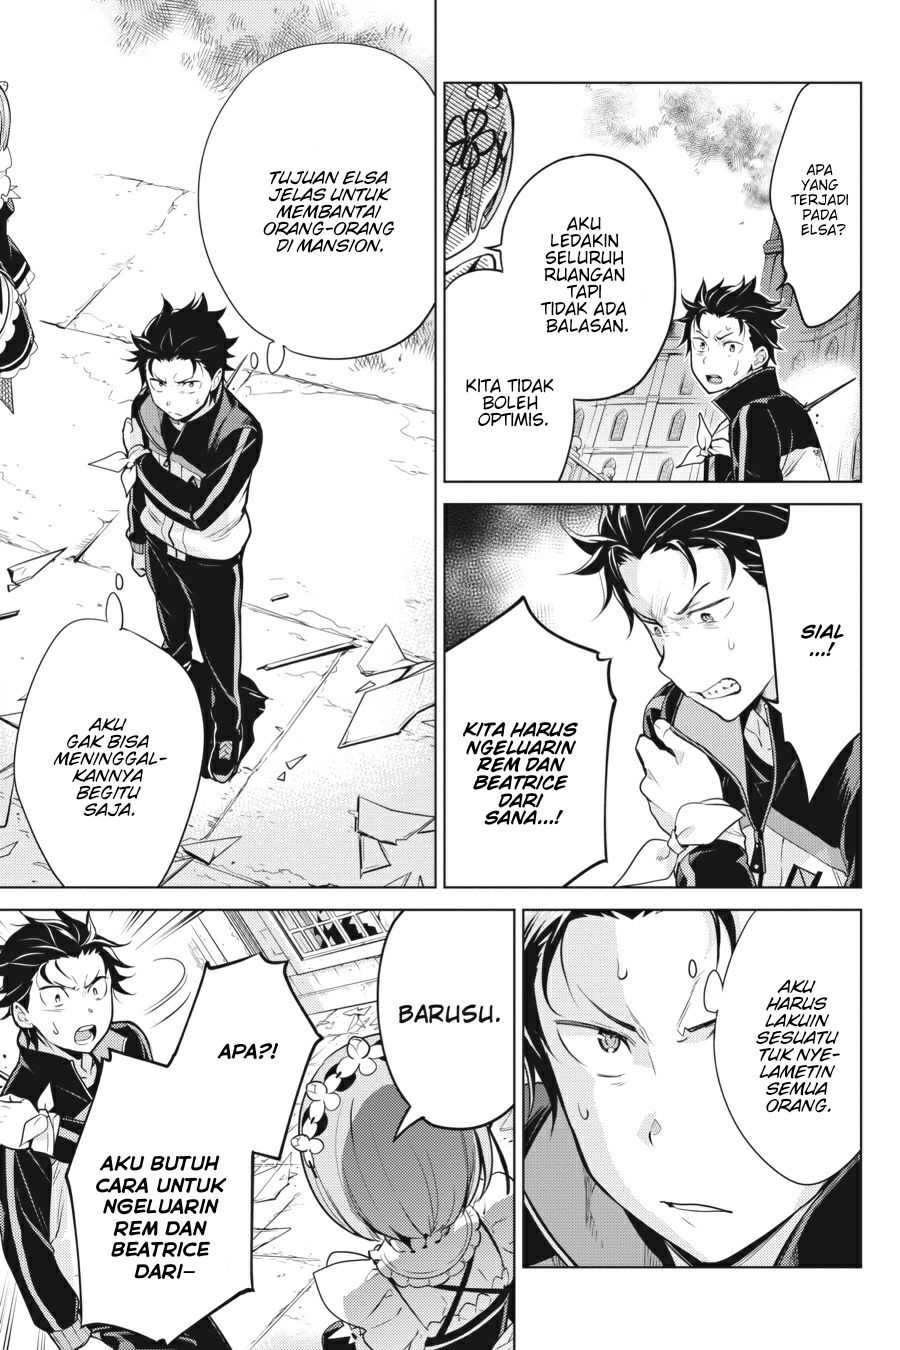 APA
YANG
TERJADI
PADA
ELSA?
AKU
LEDAKIN
SELURUH
RUANGAN
TAPI
TIDAK ADA
BALASAN.
KITA TIDAK
BOLEH
OPTIMIS.
SIAL
...!
KITA HARUS
NGELUARIN
REM DAN
BEATRICE
DARI
SANA...!
TUJUAN ELSA
JELAS UNTUK
MEMBANTAI
ORANG-ORANG
DI MANSION.
AKU
GAK BISA
MENINGGAL-
KANNYA
BEGITU
SAJA.
AKU
HARUS
LAKUIN
SESUATU
TUK NYE-
LAMETIN
SEMUA
ORANG.
BARUSU.
APA?!
AKU BUTUH
CARA UNTUK
NGELUARIN
REM DAN
BEATRICE
DARI—